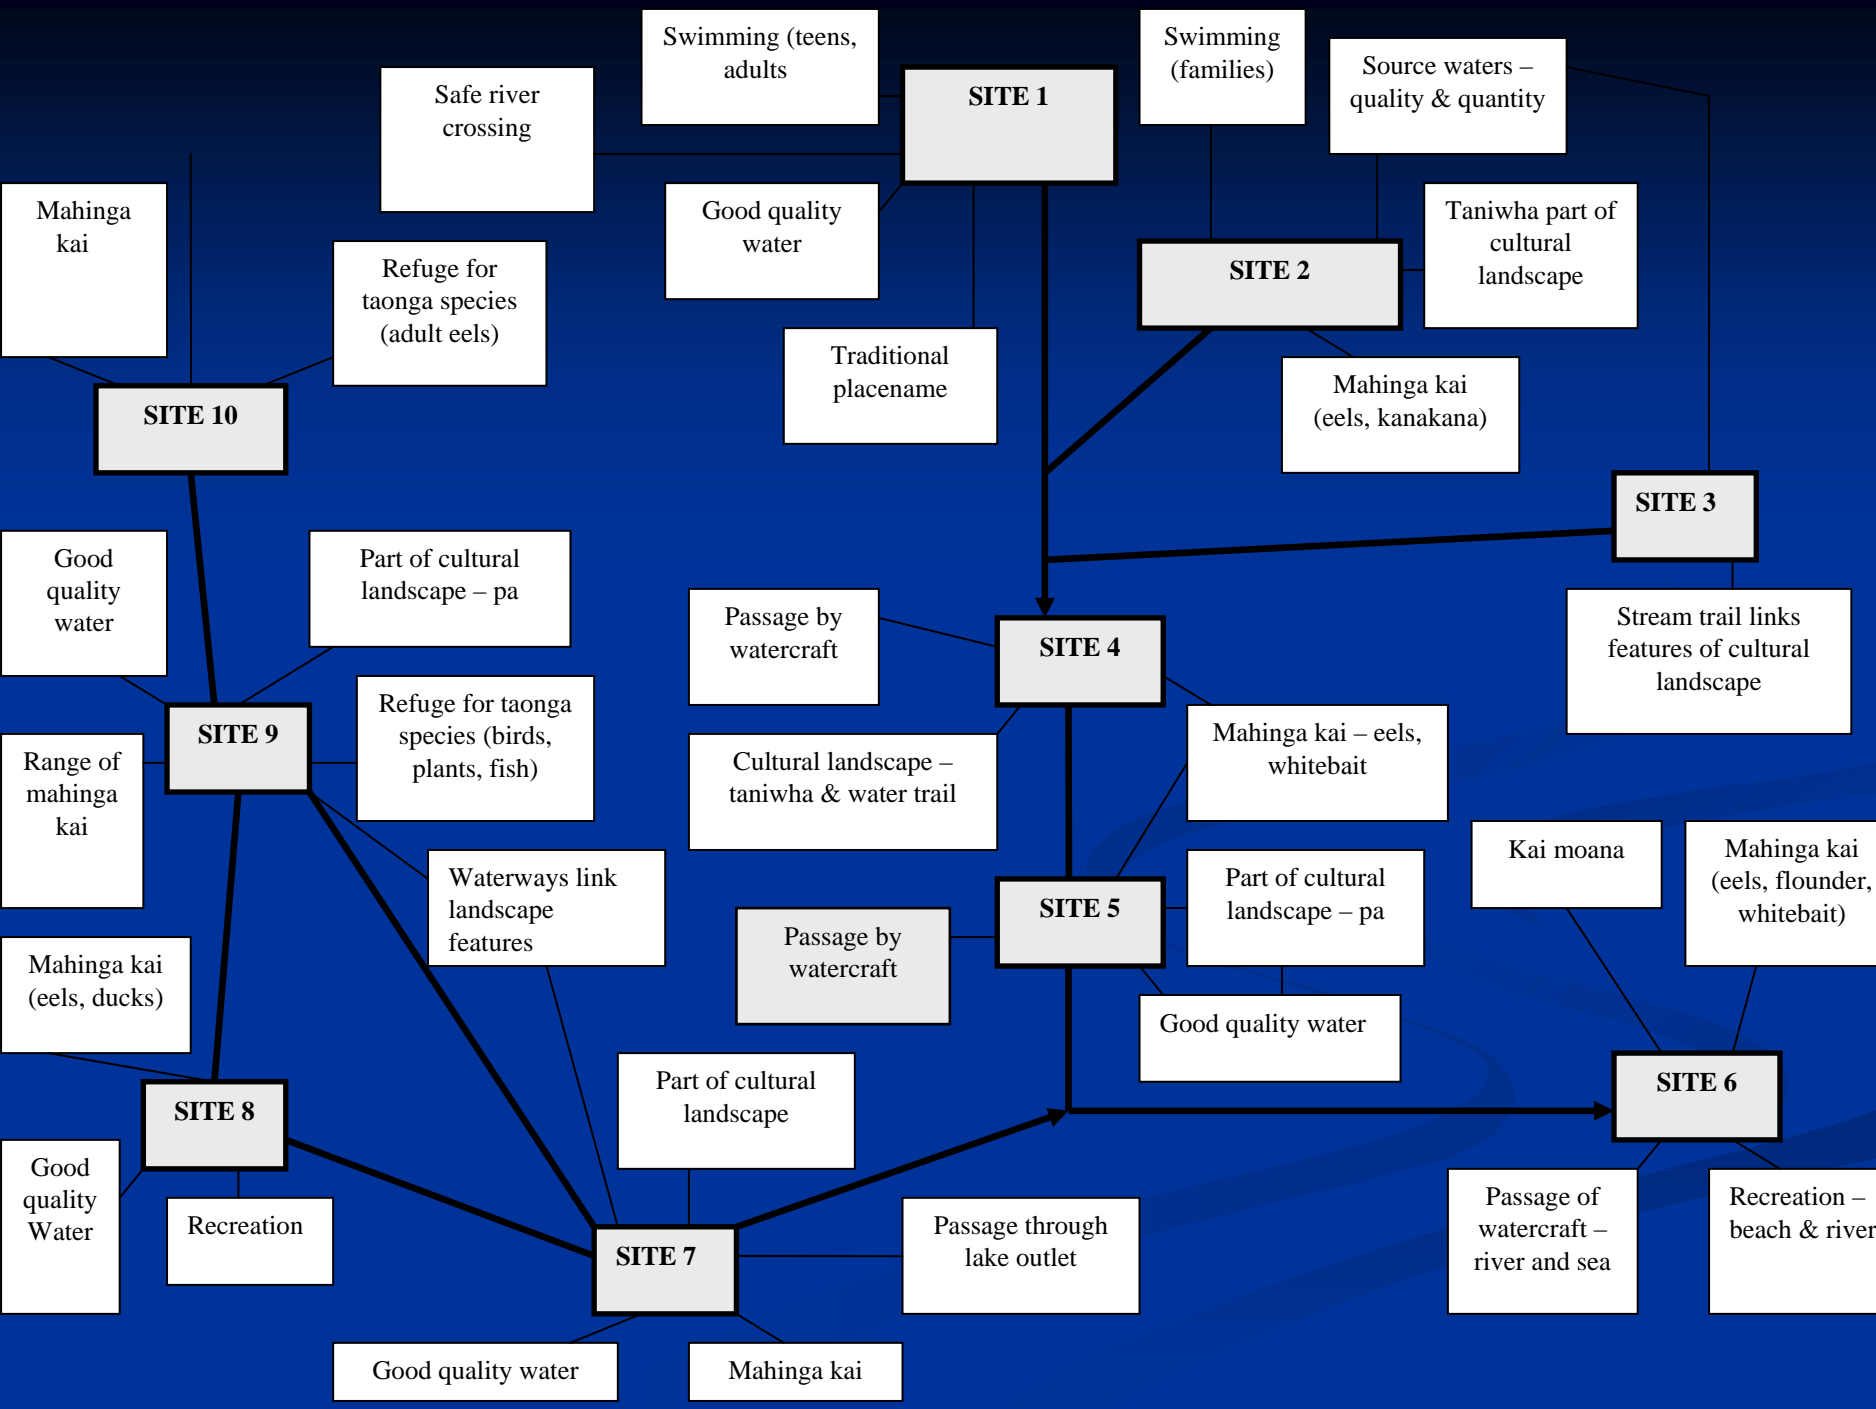 Swimming (teens,
adults
Swimming
(families)
Source waters –
quality & quantity
Safe river
crossing
SITE 1
Mahinga
kai
Good quality
water
Taniwha part of
cultural
landscape
Refuge for
taonga species
(adult eels)
SITE 2
Traditional
placename
Mahinga kai
(eels, kanakana)
SITE 10
SITE 3
Good
quality
water
Part of cultural
landscape – pa
Passage by
watercraft
SITE 4
Stream trail links
features of cultural
landscape
Refuge for taonga
species (birds,
plants, fish)
SITE 9
Range of
mahinga
kai
Cultural landscape –
taniwha & water trail
Mahinga kai – eels,
whitebait
Kai moana
Mahinga kai
(eels, flounder,
whitebait)
Waterways link
landscape
features
SITE 5
Part of cultural
landscape – pa
Passage by
watercraft
Mahinga kai
(eels, ducks)
Good quality water
Part of cultural
landscape
SITE 6
SITE 8
Good
quality
Water
Recreation
SITE 7
Passage through
lake outlet
Passage of
watercraft –
river and sea
Recreation –
beach & river
Good quality water
Mahinga kai